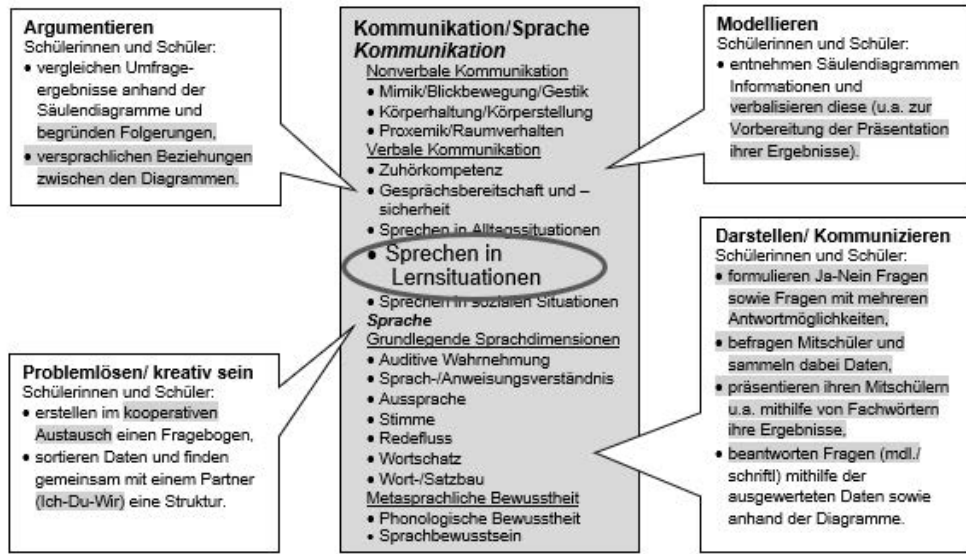 Argumentieren
Schülerinnen und Schüler:
• vergleichen Umfrage-
ergebnisse anhand der
Säulendiagramme und
begründen Folgerungen,
• versprachlichen Beziehungen
zwischen den Diagrammen.
Problemlösen/ kreativ sein
Schülerinnen und Schüler:
• erstellen im kooperativen
Austausch einen Fragebogen,
• sortieren Daten und finden
gemeinsam mit einem Partner
(Ich-Du-Wir) eine Struktur.
Kommunikation/Sprache
Kommunikation
Nonverbale Kommunikation
• Mimik/Blickbewegung/Gestik
• Körperhaltung/Körperstellung
• Proxemik/Raumverhalten
Verbale Kommunikation
• Zuhörkompetenz
• Gesprächsbereitschaft und –
sicherheit
• Sprechen in Alltagssituationen
• Sprechen in
Lernsituationen
• Sprechen in sozialen Situationen
Sprache
Grundlegende Sprachdimensionen
• Auditive Wahrnehmung
• Sprach-/Anweisungsverständnis
• Aussprache
• Stimme
• Redefluss
• Wortschatz
• Wort-/Satzbau
Metasprachliche Bewusstheit
• Phonologische Bewusstheit
• Sprachbewusstsein
Modellieren
Schülerinnen und Schüler:
• entnehmen Säulendiagrammen
Informationen und
verbalisieren diese (u.a. zur
Vorbereitung der Präsentation
ihrer Ergebnisse).
Darstellen/ Kommunizieren
Schülerinnen und Schüler:
• formulieren Ja-Nein Fragen
sowie Fragen mit mehreren
Antwortmöglichkeiten,
• befragen Mitschüler und
sammeln dabei Daten,
• präsentieren ihren Mitschülern
u.a. mithilfe von Fachwörtern
ihre Ergebnisse,
• beantworten Fragen (mdl./
schriftl) mithilfe der
ausgewerteten Daten sowie
anhand der Diagramme.